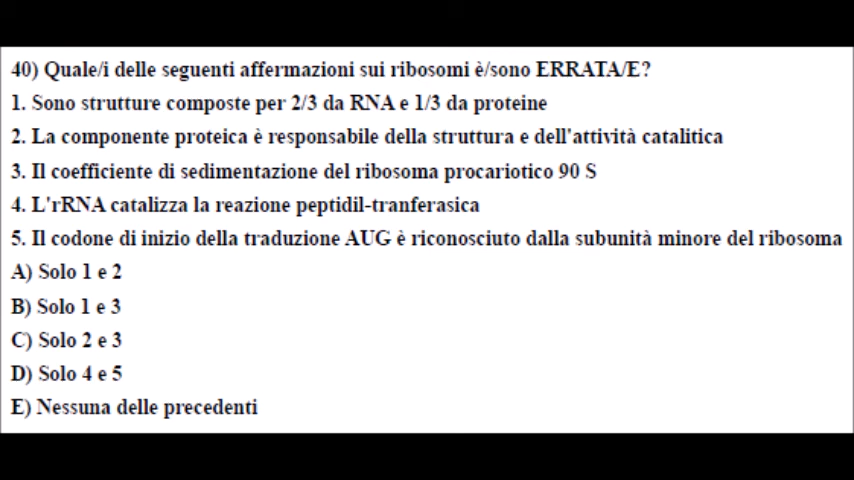 40) Quale/i delle seguenti affermazioni sui ribosomi è/sono ERRATA/E?
1. Sono strutture composte per 2/3 da RNA e 1/3 da proteine
2. La componente proteica è responsabile della struttura e dell'attività catalitica
3. Il coefficiente di sedimentazione del ribosoma procariotico 90 S
4. L'rRNA catalizza la reazione peptidil-tranferasica
5. Il codone di inizio della traduzione AUG è riconosciuto dalla subunità minore del ribosoma
A) Solo 1 e 2
B) Solo 1 e 3
C) Solo 2 e 3
D) Solo 4 e 5
E) Nessuna delle precedenti